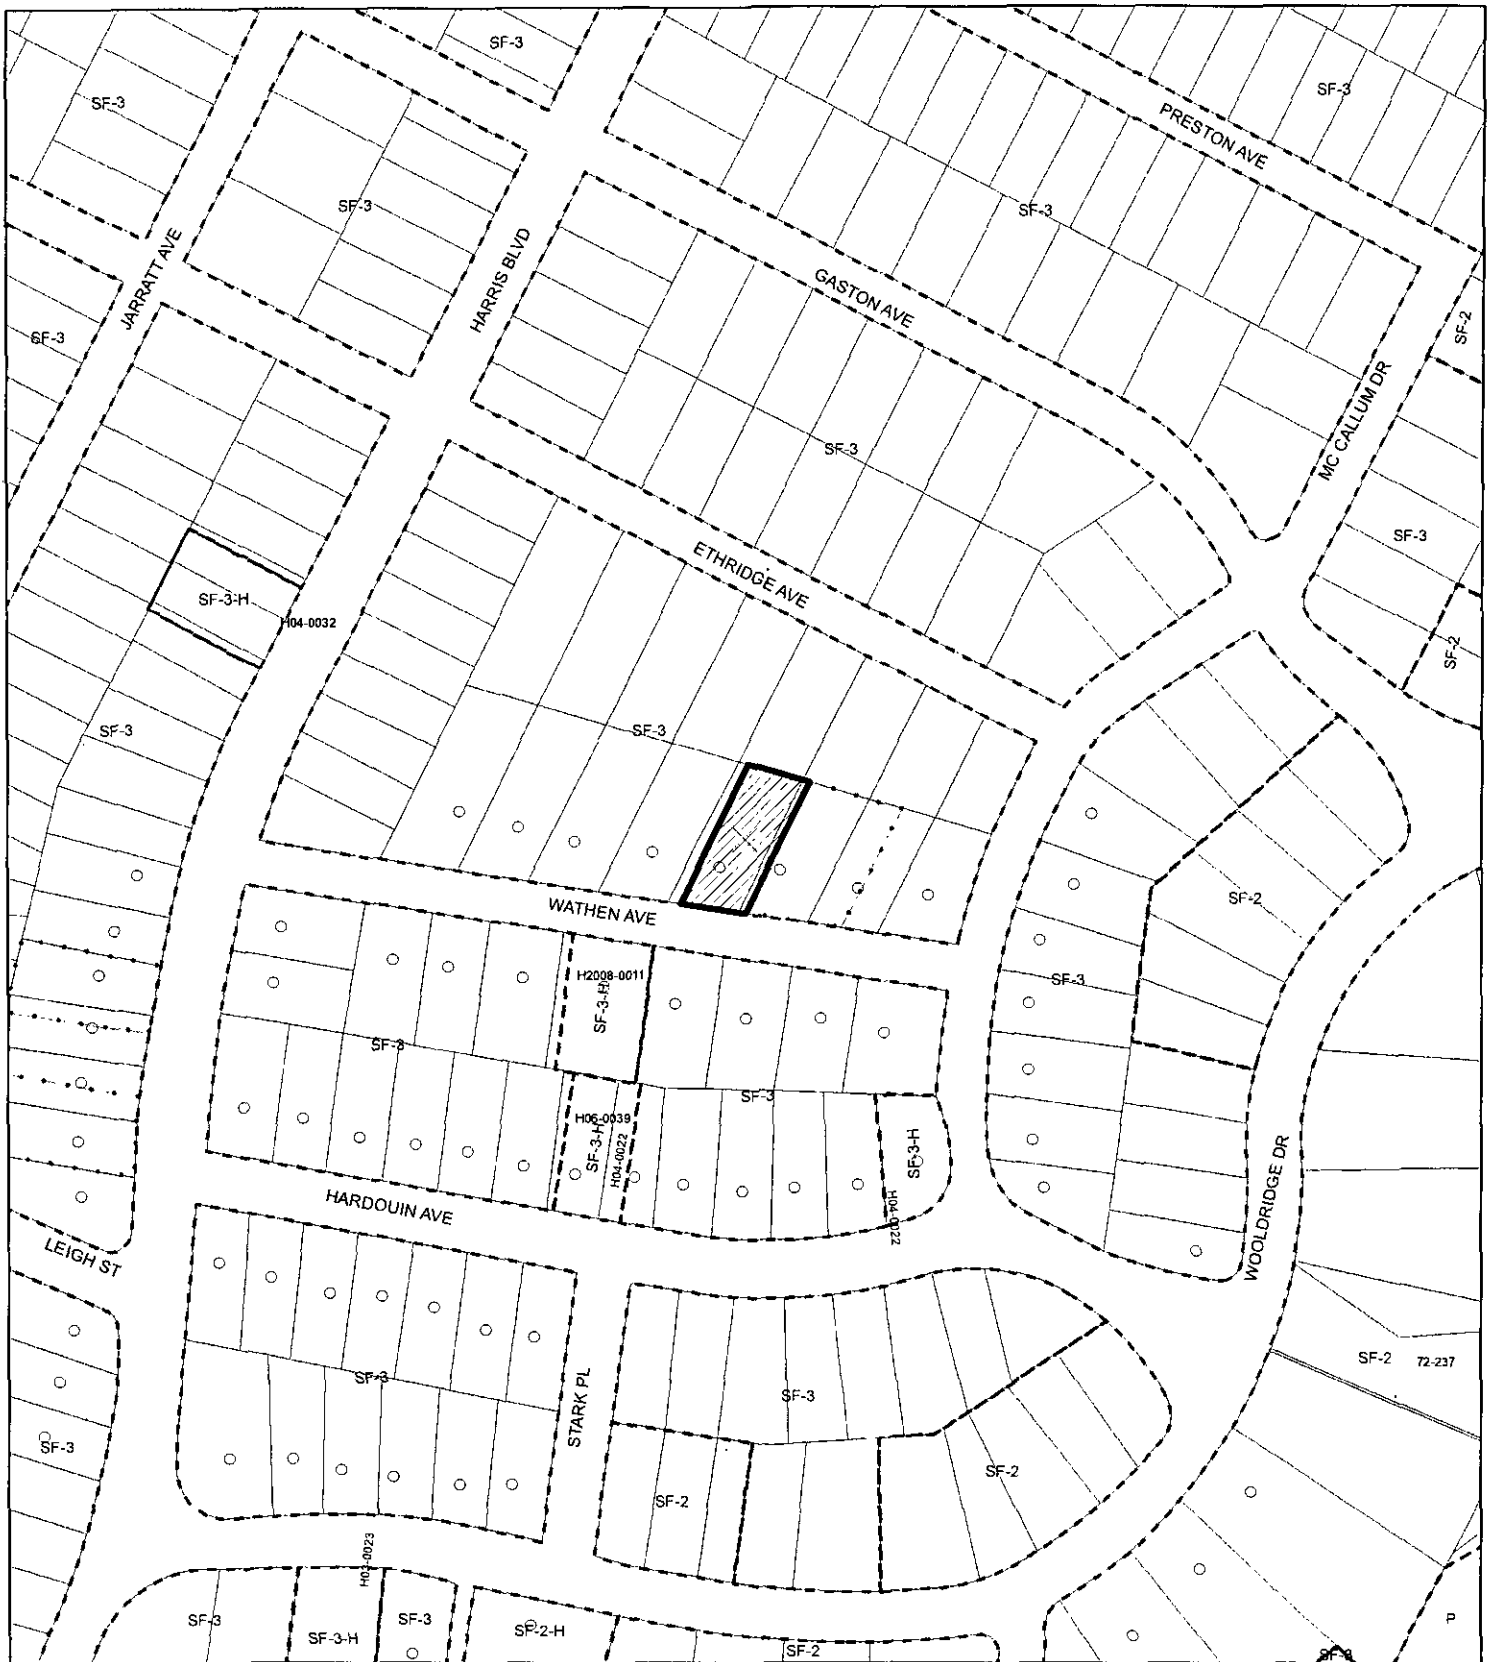 SF-3
SF-3
SF-3
PRESTON AVE
SF-3
SF-3
JARRATT AVE
HARRIS BLVD
GASTON AVE
SF-3
SF-2
MC CALLUM DR
SF-3
SF-3
ETHRIDGE AVE
SF-3-H
H04-0032
SF-2
SF-3
SF-3
SF-2
WATHEN AVE
H2008-0011
SF-3-H
SF-3
SF-3
SF-3
H06-0039
SF-3-H
H04-0022
SF-3-H
H04-0022
HARDOUIN AVE
LEIGH ST
WOOLDRIDGE DR
SF-2 72-237
SF-3
SF-3
STARK PL
SF-3
SF-2
SF-2
H03-0023
SF-3
SF-3-H
SF-3
SF-2-H
SF-2
SF-3
P